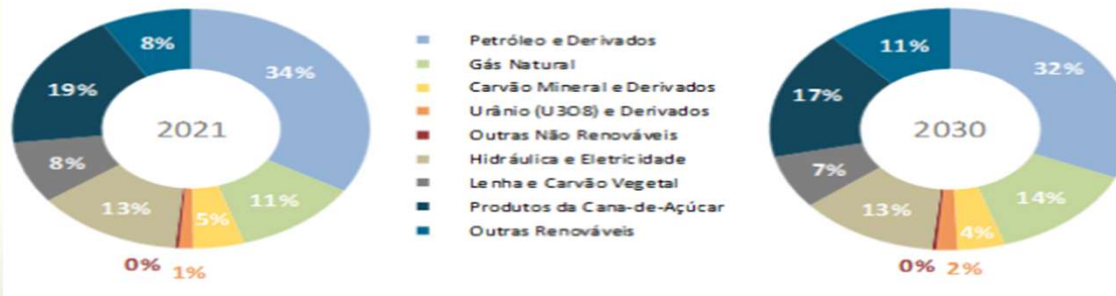 8%
34%
19%
2021
8%
11%
13%
5%
0%
1%
Petróleo e Derivados
Gás Natural
Carvão Mineral e Derivados
Urânio (U3O8) e Derivados
Outras Não Renováveis
Hidráulica e Eletricidade
Lenha e Carvão Vegetal
Produtos da Cana-de-Açúcar
Outras Renováveis
11%
32%
17%
2030
7%
14%
13%
4%
0%
2%